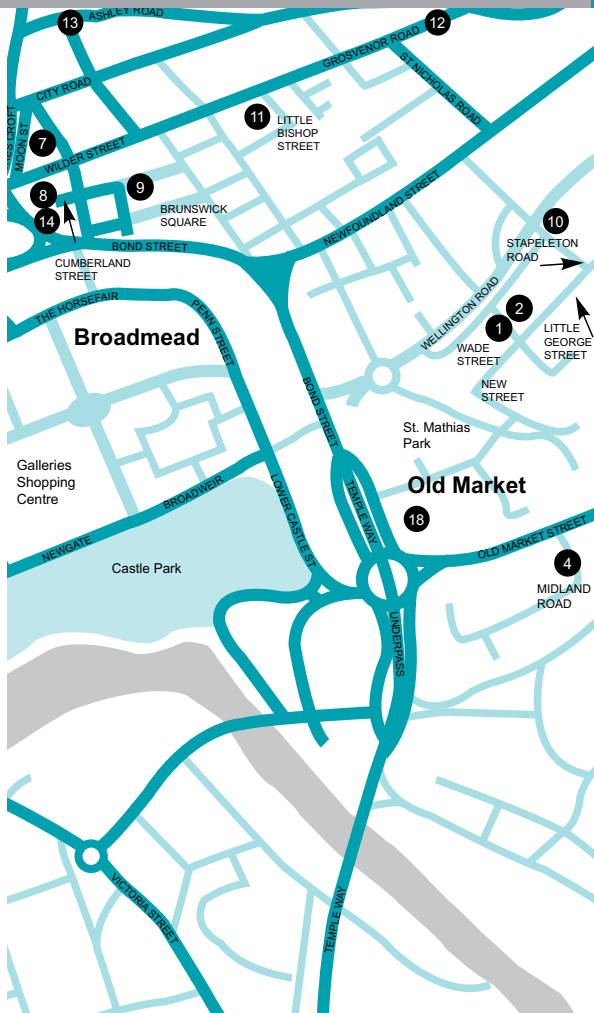 13
ASHLEY ROAD
12
GROSVENOR ROAD
CITY ROAD
ST NICHOLAS ROAD
MOON ST
7
11
LITTLE
BISHOP
STREET
WILDER STREET
8
9
14
BRUNSWICK
SQUARE
10
NEWFOUNDLAND STREET
BOND STREET
STAPELETON
ROAD
CUMBERLAND
STREET
THE HORSEFAIR
PENN STREET
WELLINGTON ROAD
2
1
Broadmead
WADE
STREET
LITTLE
GEORGE
STREET
NEW
STREET
BOND STREET
St. Mathias
Park
Galleries
Shopping
Centre
BROADWEIR
LOWER CASTLE ST
TEMPLE WAY
Old Market
18
NEWGATE
OLD MARKET STREET
Castle Park
4
MIDLAND
ROAD
UNDERPASS
VICTORIA STREET
TEMPLE WAY